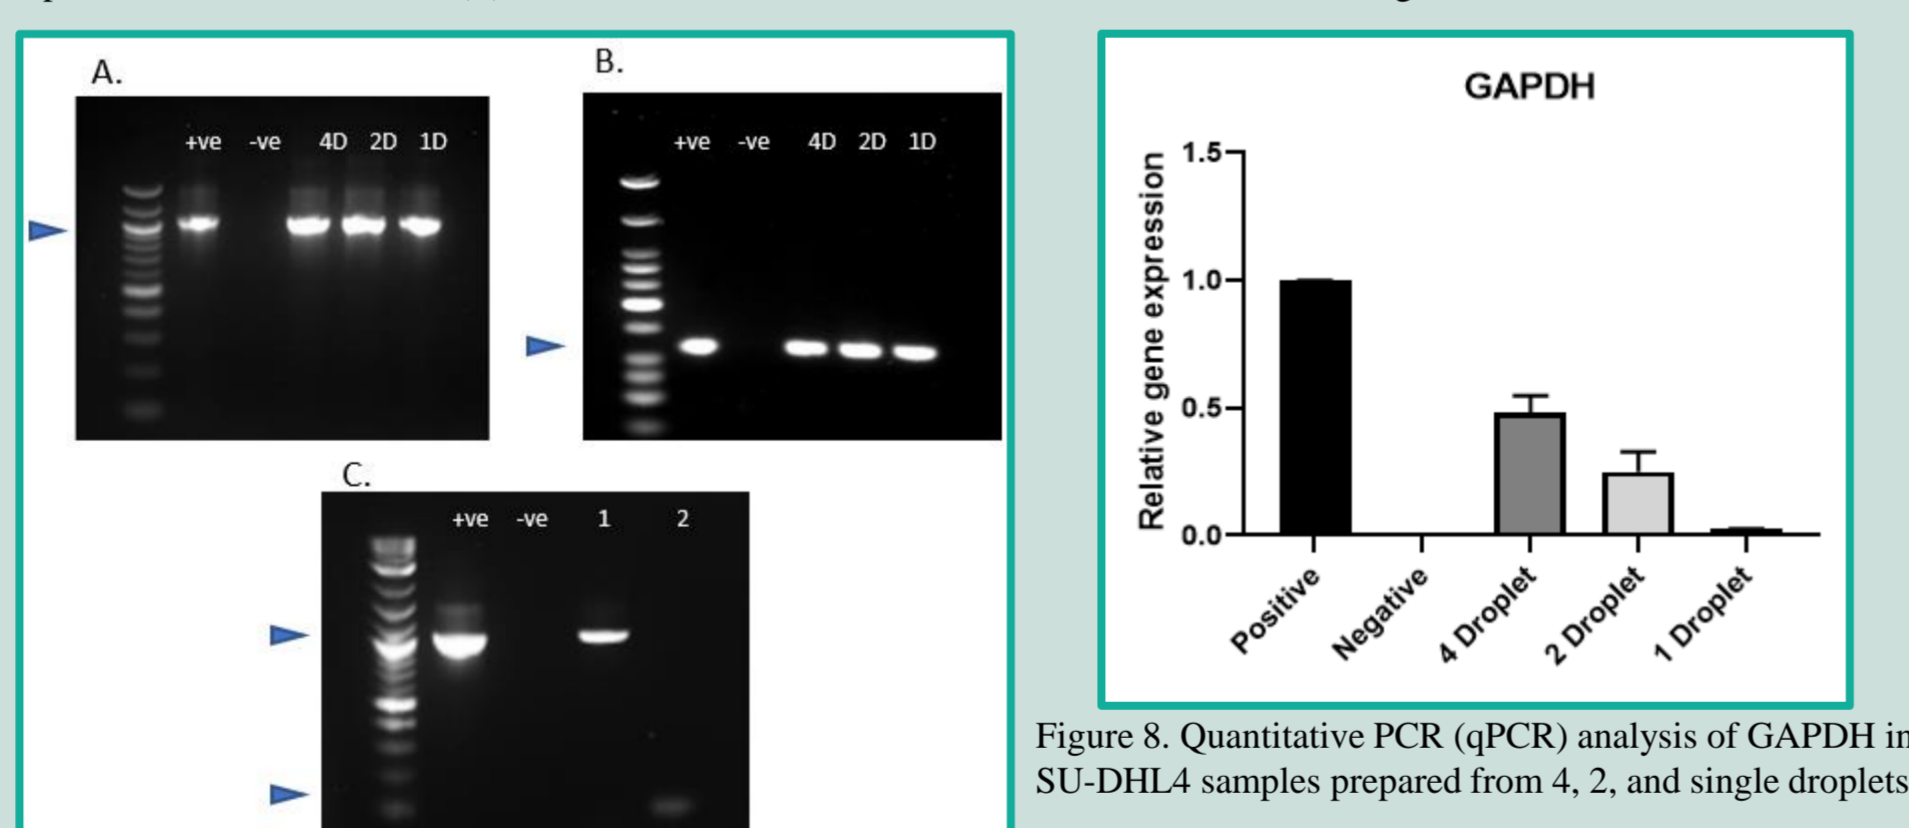 A.
+ve -ve 4D 2D 1D
B.
+ve -ve 4D 2D 1D
C.
+ve -ve 1 2
GAPDH
Relative gene expression
1.5
1.0
0.5
0.0
Positive
Negative
4 Droplet
2 Droplet
1 Droplet
Figure 8. Quantitative PCR (qPCR) analysis of GAPDH in
SU-DHL4 samples prepared from 4, 2, and single droplets